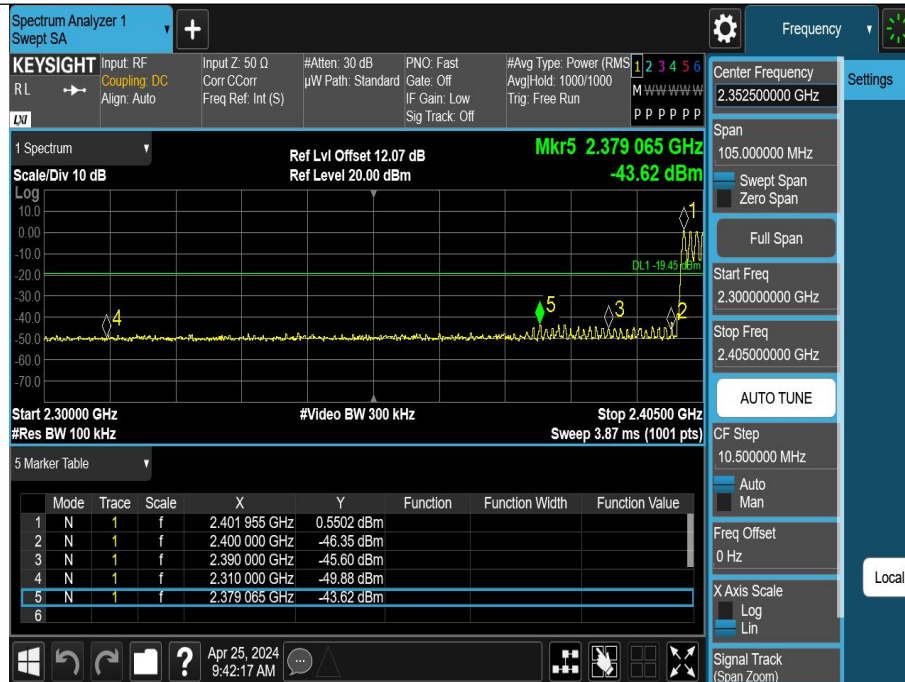 Spectrum Analyzer 1
Swept SA
Frequency
KEYSIGHT
RL
LXI
Input: RF
Coupling: DC
Align: Auto
Input Z: 50 Ω
Corr CCorr
Freq Ref: Int (S)
#Atten: 30 dB
µW Path: Standard
PNO: Fast
Gate: Off
IF Gain: Low
Sig Track: Off
#Avg Type: Power (RMS
Avg|Hold: 1000/1000
Trig: Free Run
1 2 3 4 5 6
M W W W W W
P P P P P P
1 Spectrum
Scale/Div 10 dB
Ref Lvl Offset 12.07 dB
Ref Level 20.00 dBm
Mkr5 2.379 065 GHz
-43.62 dBm
Log
10.0
0.00
-10.0
-20.0
-30.0
-40.0
-50.0
-60.0
-70.0
DL1 -19.45 dBm
1
2
3
4
5
Start 2.30000 GHz
#Res BW 100 kHz
#Video BW 300 kHz
Stop 2.40500 GHz
Sweep 3.87 ms (1001 pts)
5 Marker Table
Mode Trace Scale X Y Function Function Width Function Value
1 N 1 f 2.401 955 GHz 0.5502 dBm
2 N 1 f 2.400 000 GHz -46.35 dBm
3 N 1 f 2.390 000 GHz -45.60 dBm
4 N 1 f 2.310 000 GHz -49.88 dBm
5 N 1 f 2.379 065 GHz -43.62 dBm
6
Apr 25, 2024
9:42:17 AM
Center Frequency
2.352500000 GHz
Settings
Span
105.000000 MHz
Swept Span
Zero Span
Full Span
Start Freq
2.300000000 GHz
Stop Freq
2.405000000 GHz
AUTO TUNE
CF Step
10.500000 MHz
Auto
Man
Freq Offset
0 Hz
Local
X Axis Scale
Log
Lin
Signal Track
(Span Zoom)